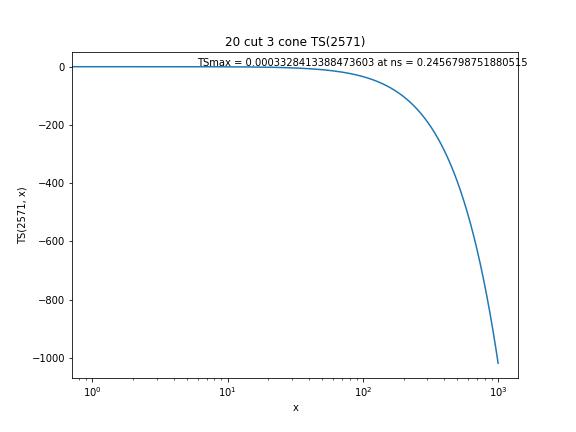 20 cut 3 cone TS(2571)
TSmax = 0.0003328413388473603 at ns = 0.2456798751880515
0
−200
−400
−600
−800
−1000
TS(2571, x)
10⁰ 10¹ 10² 10³
x